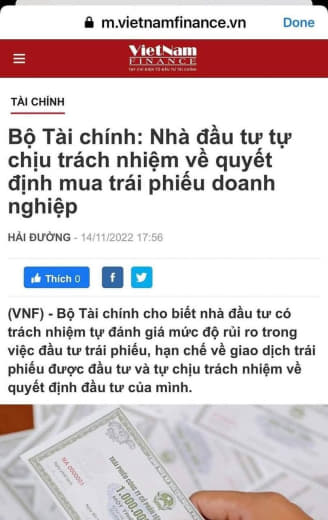 m.vietnamfinance.vn
Done
VietNam
FINANCE
TÀI CHÍNH
Bộ Tài chính: Nhà đầu tư tự
chịu trách nhiệm về quyết
định mua trái phiếu doanh
nghiệp
HẢI ĐƯỜNG - 14/11/2022 17:56
Thích 0
(VNF) - Bộ Tài chính cho biết nhà đầu tư có
trách nhiệm tự đánh giá mức độ rủi ro trong
việc đầu tư trái phiếu, hạn chế về giao dịch trái
phiếu được đầu tư và tự chịu trách nhiệm về
quyết định đầu tư của mình.